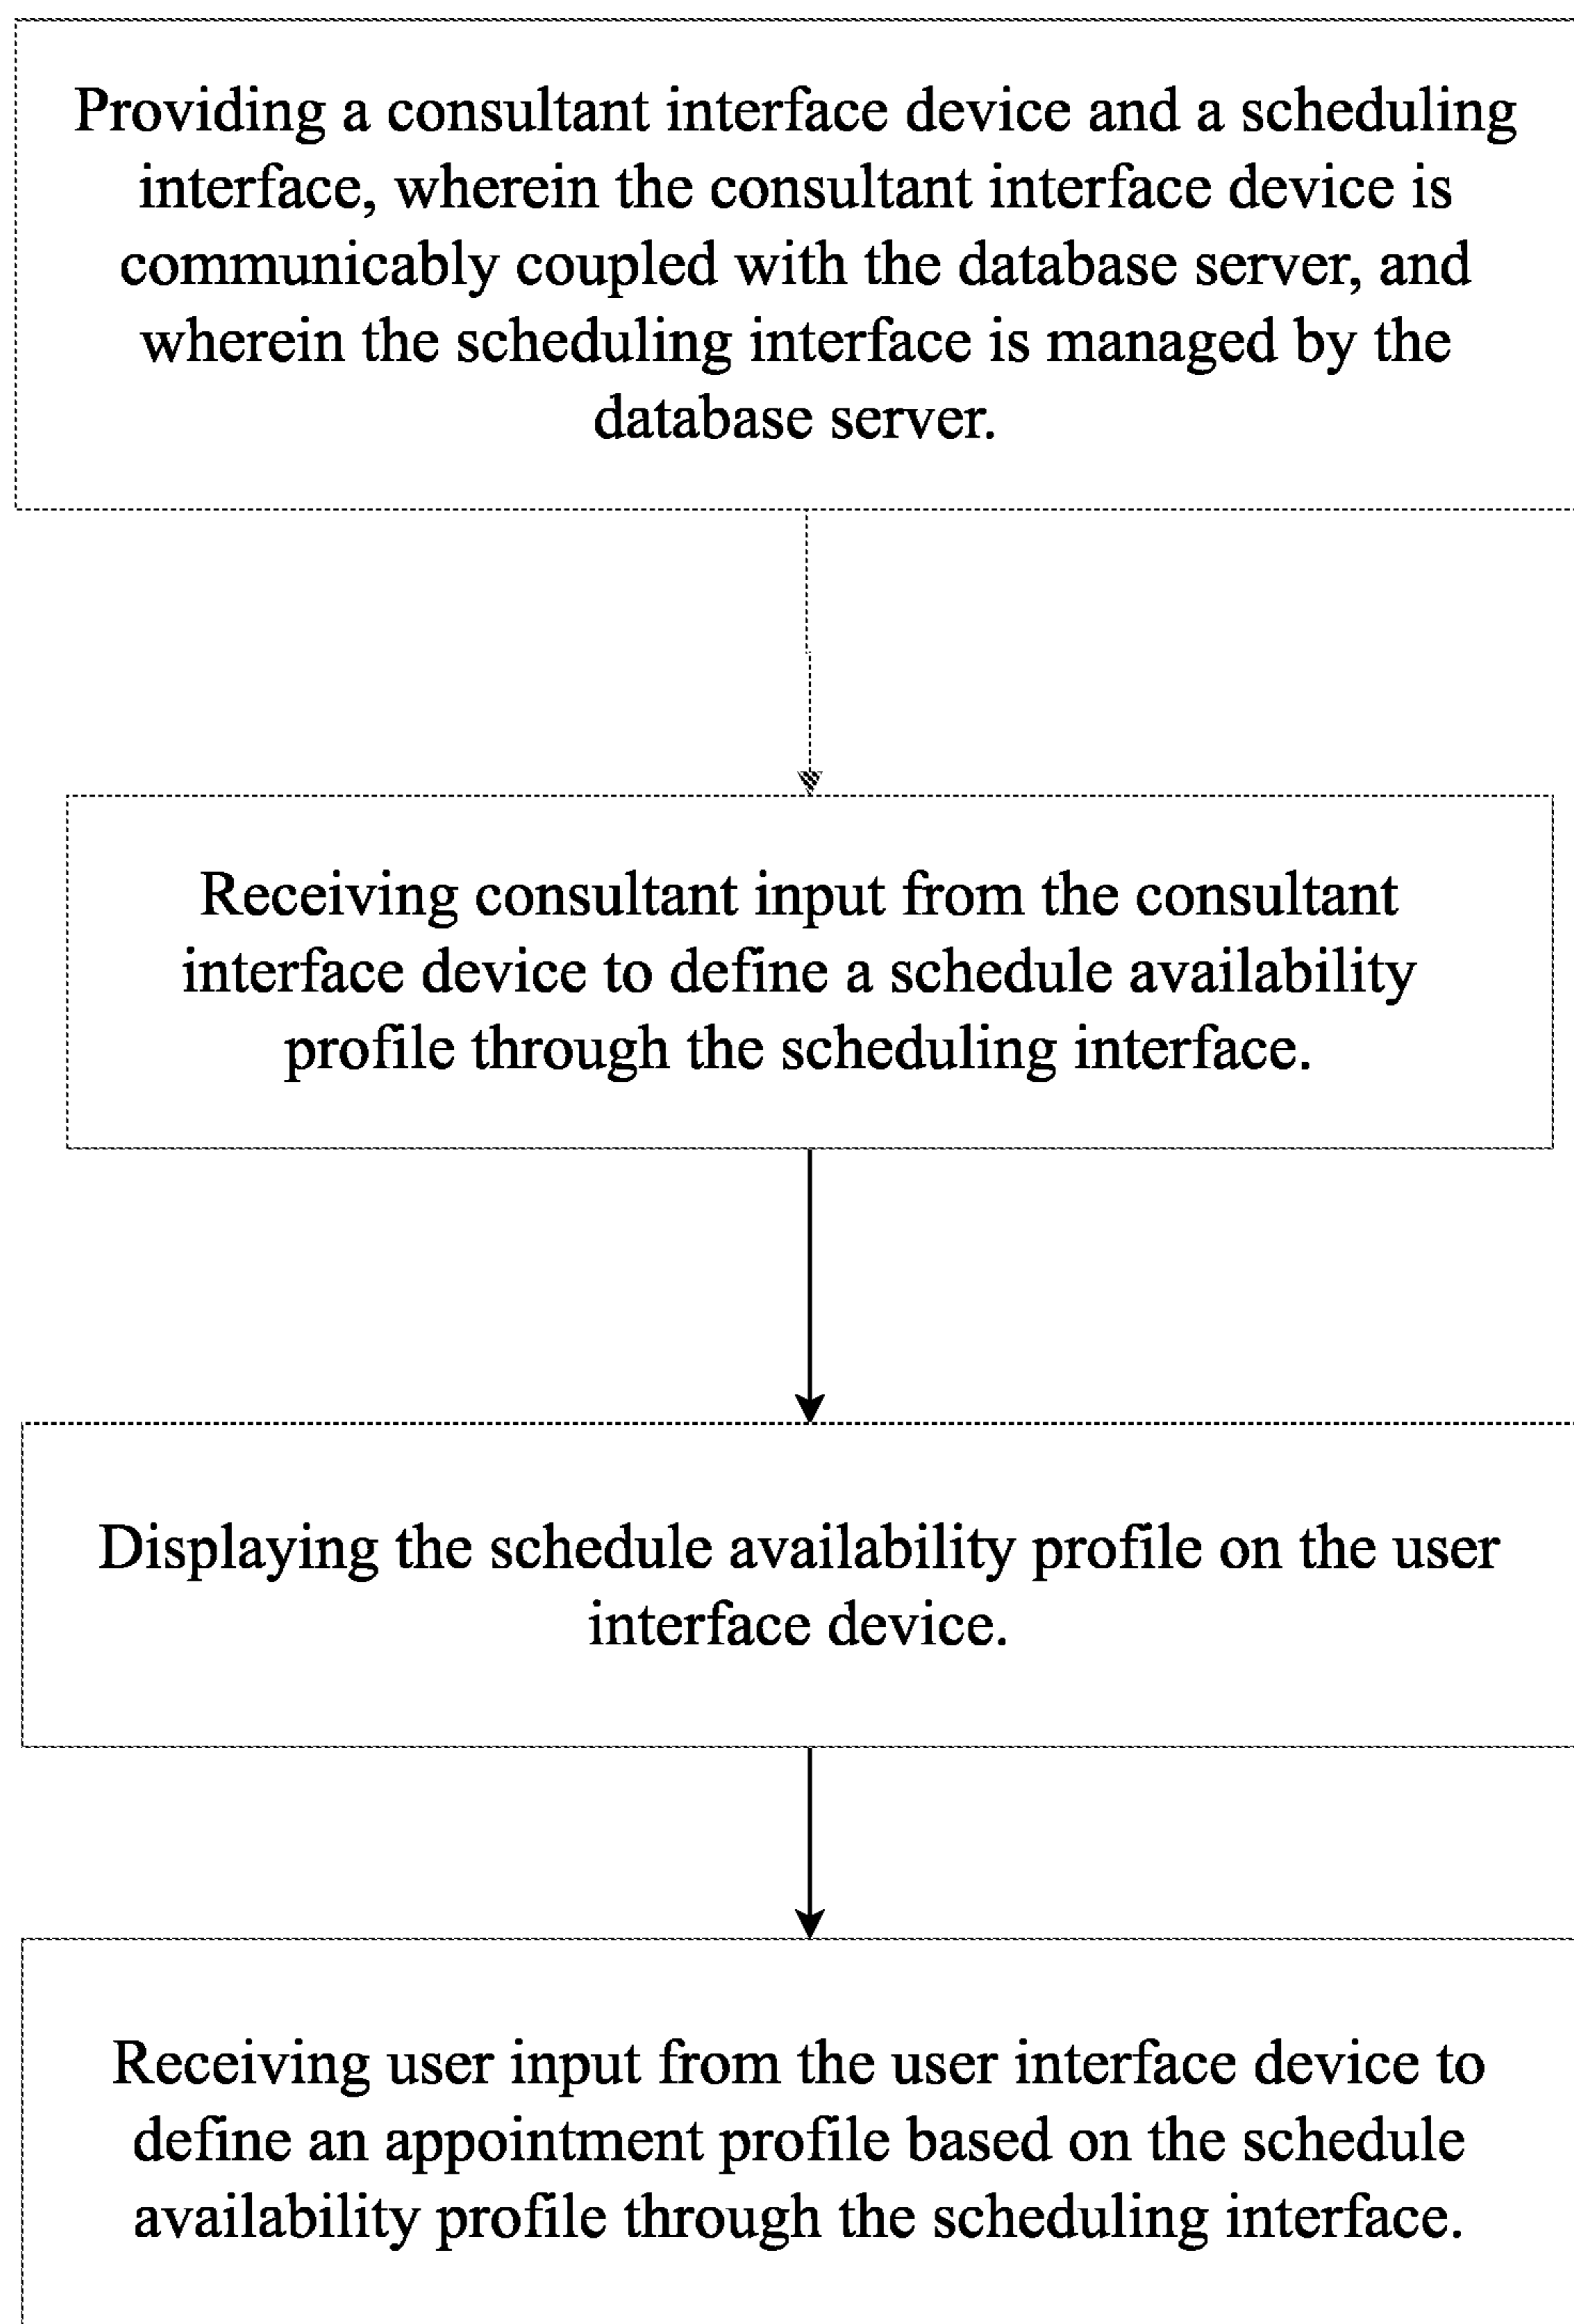 Providing a consultant interface device and a scheduling
interface, wherein the consultant interface device is
communicably coupled with the database server, and
wherein the scheduling interface is managed by the
database server.
Receiving consultant input from the consultant
interface device to define a schedule availability
profile through the scheduling interface.
Displaying the schedule availability profile on the user
interface device.
Receiving user input from the user interface device to
define an appointment profile based on the schedule
availability profile through the scheduling interface.